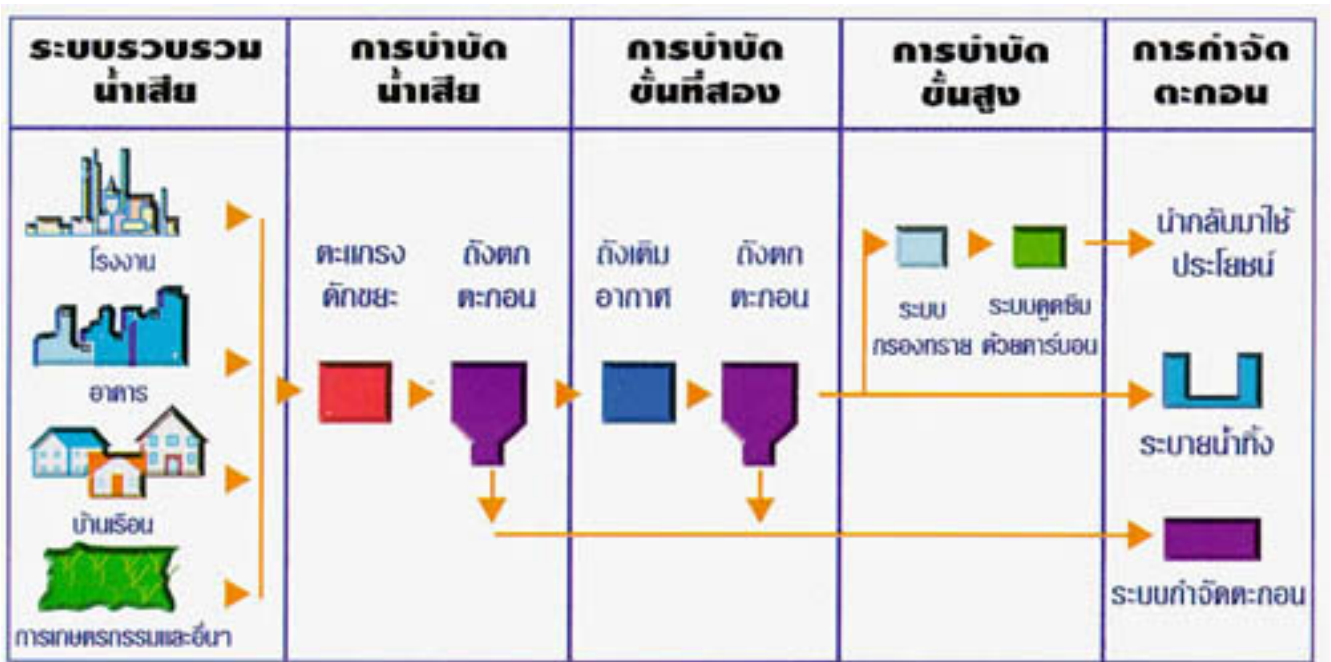 ระบบรวบรวม
น้ำเสีย
การบำบัด
น้ำเสีย
การบำบัด
ขั้นที่สอง
การบำบัด
ขั้นสูง
การกำจัด
ตะกอน
โรงงาน
อาคาร
บ้านเรือน
การเกษตรกรรมและอื่นๆ
ตะแกรง
ดักขยะ
ถังตก
ตะกอน
ถังเติม
อากาศ
ถังตก
ตะกอน
ระบบ
กรองทราย
ระบบดูดซึม
ด้วยคาร์บอน
นำกลับมาใช้
ประโยชน์
ระบายน้ำทิ้ง
ระบบกำจัดตะกอน